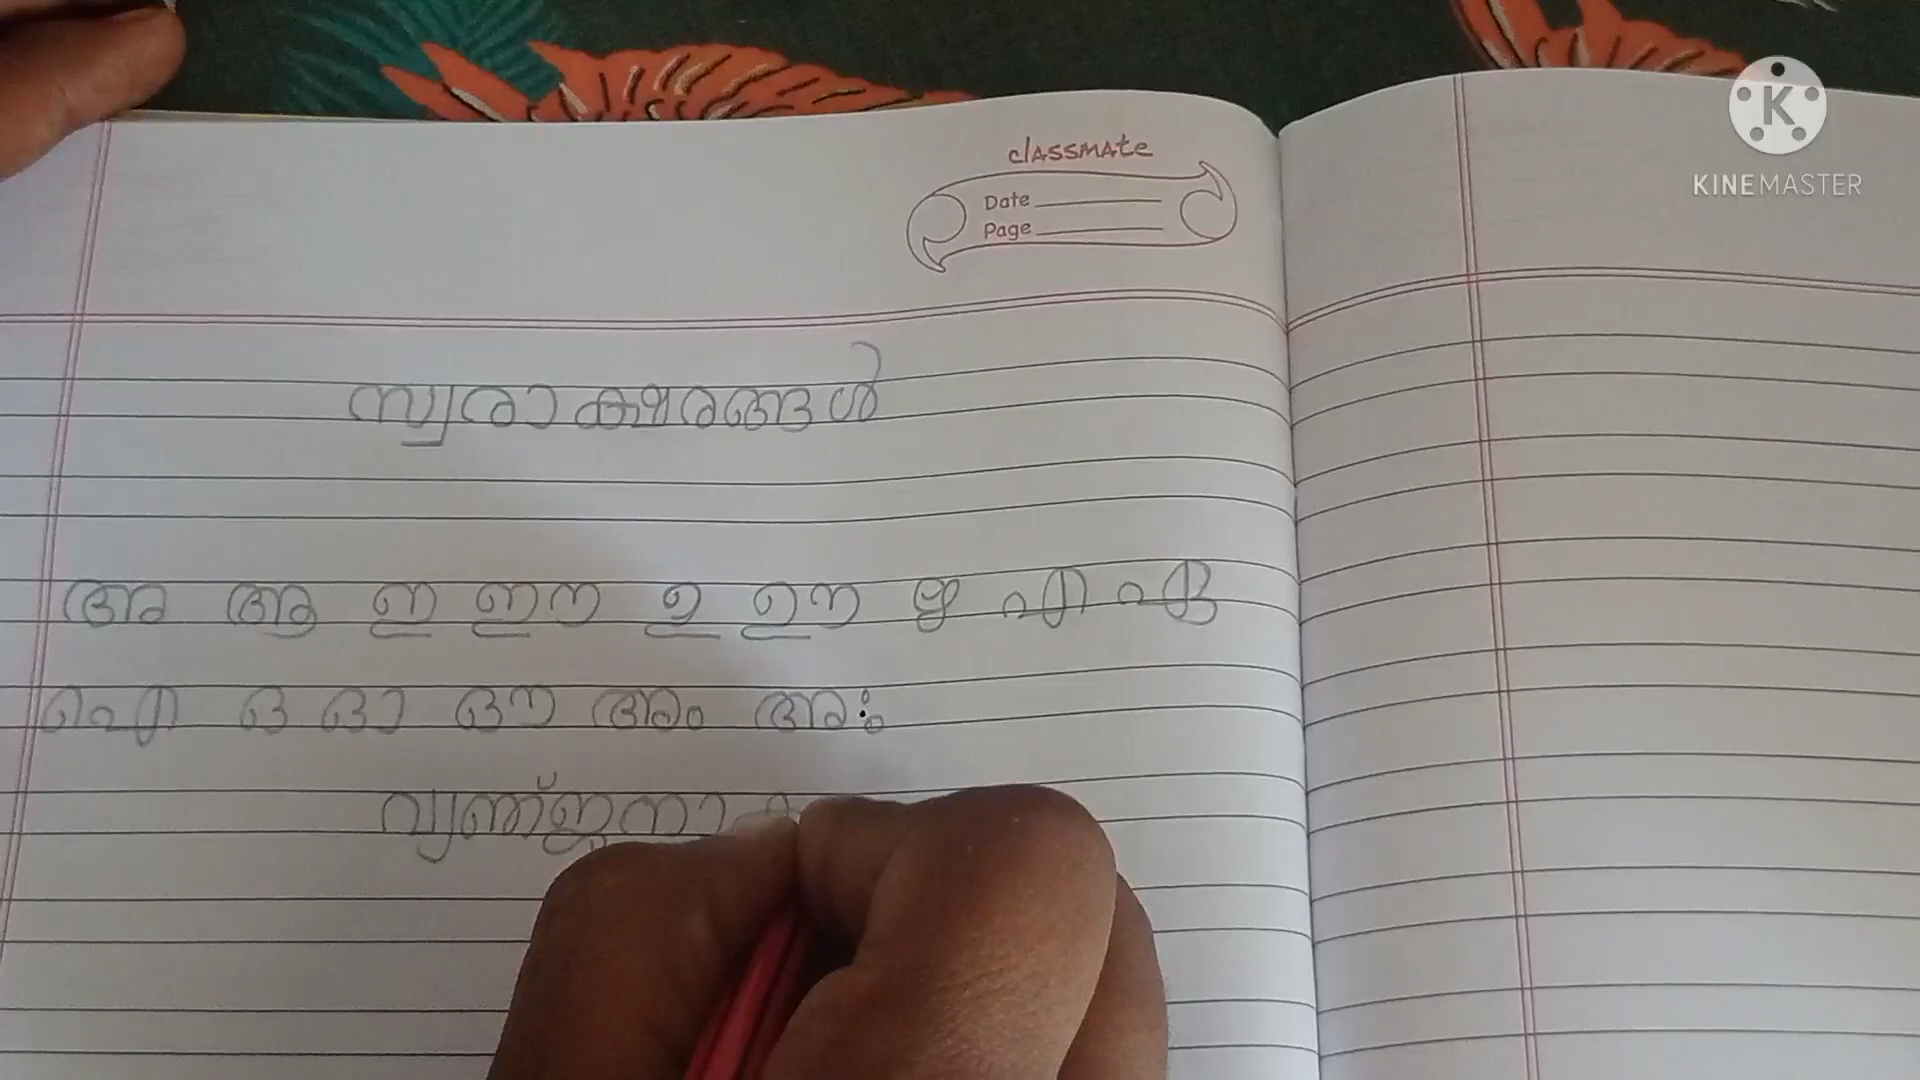 classmate
Date
Page
KINEMASTER
സ്വരാക്ഷരങ്ങൾ
അ ആ ഇ ഈ ഉ ഊ ഋ എ ഏ
ഐ ഒ ഓ ഔ അം അഃ